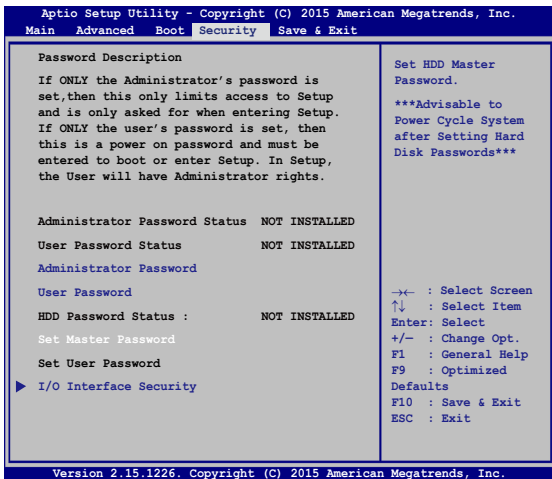 Aptio Setup Utility - Copyright (C) 2015 American Megatrends, Inc.
Main Advanced Boot Security Save & Exit
Password Description
If ONLY the Administrator's password is
set,then this only limits access to Setup
and is only asked for when entering Setup.
If ONLY the user's password is set, then
this is a power on password and must be
entered to boot or enter Setup. In Setup,
the User will have Administrator rights.
Administrator Password Status NOT INSTALLED
User Password Status NOT INSTALLED
Administrator Password
User Password
HDD Password Status : NOT INSTALLED
Set Master Password
Set User Password
I/O Interface Security
Set HDD Master
Password.
***Advisable to
Power Cycle System
after Setting Hard
Disk Passwords***
→← : Select Screen
↑↓ : Select Item
Enter: Select
+/— : Change Opt.
F1 : General Help
F9 : Optimized
Defaults
F10 : Save & Exit
ESC : Exit
Version 2.15.1226. Copyright (C) 2015 American Megatrends, Inc.